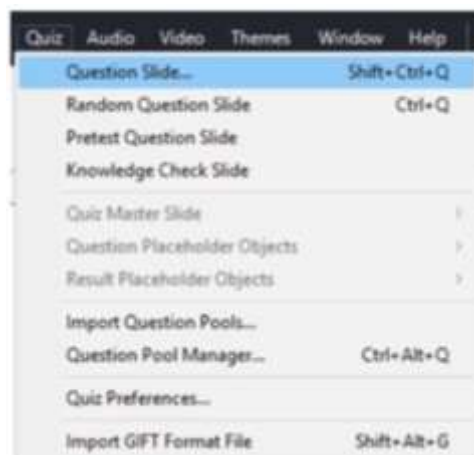 Quiz Audio Video Themes Window Help
Question Slide... Shift+Ctrl+Q
Random Question Slide Ctrl+Q
Pretest Question Slide
Knowledge Check Slide
Quiz Master Slide
Question Placeholder Objects
Result Placeholder Objects
Import Question Pools...
Question Pool Manager... Ctrl+Alt+Q
Quiz Preferences...
Import GIFT Format File Shift+Alt+G